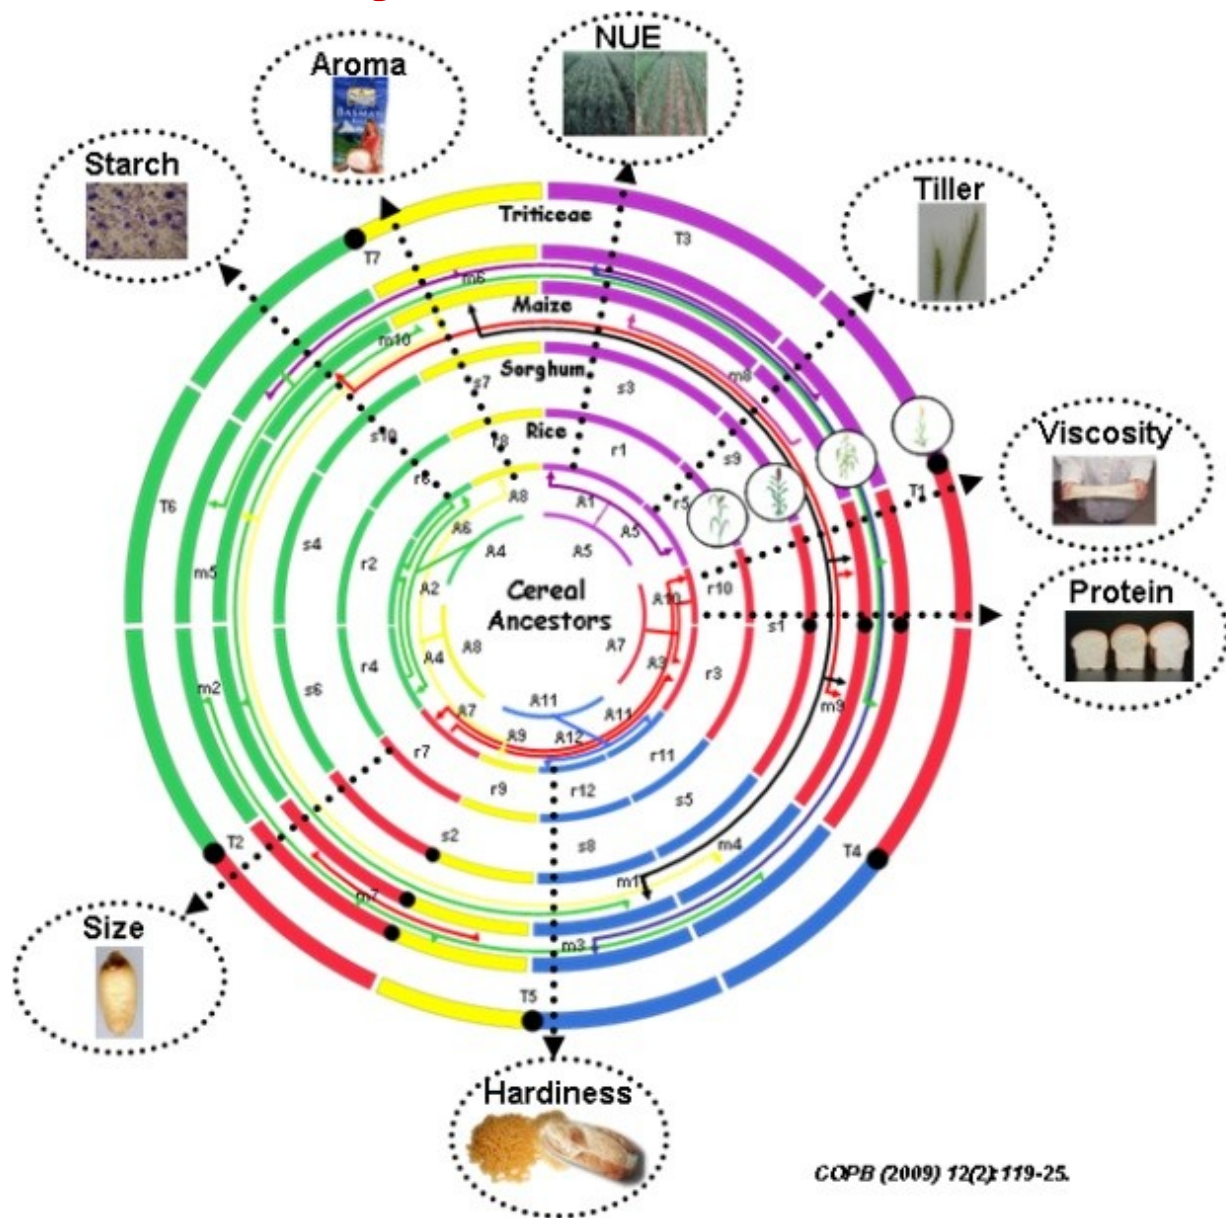 NUE
Aroma
BASMATI
Starch
Tiller
Triticeae
T3
T7
m6
Maize
m10
m8
Sorghum
s7
s3
s10
s9
Rice
r8
r1
r6
r5
T1
Viscosity
T6
A8
A1
A6
A5
A4
A5
s4
r2
m5
A2
Cereal
Ancestors
A10
r10
Protein
s1
A8
A7
r4
A4
A3
r3
m2
s6
A11
m9
A7
A11
A9
A12
r7
r11
r9
r12
s5
T2
s2
s8
m4
T4
m7
m1
Size
m3
T5
Hardiness
COPB (2009) 12(2):119-25.